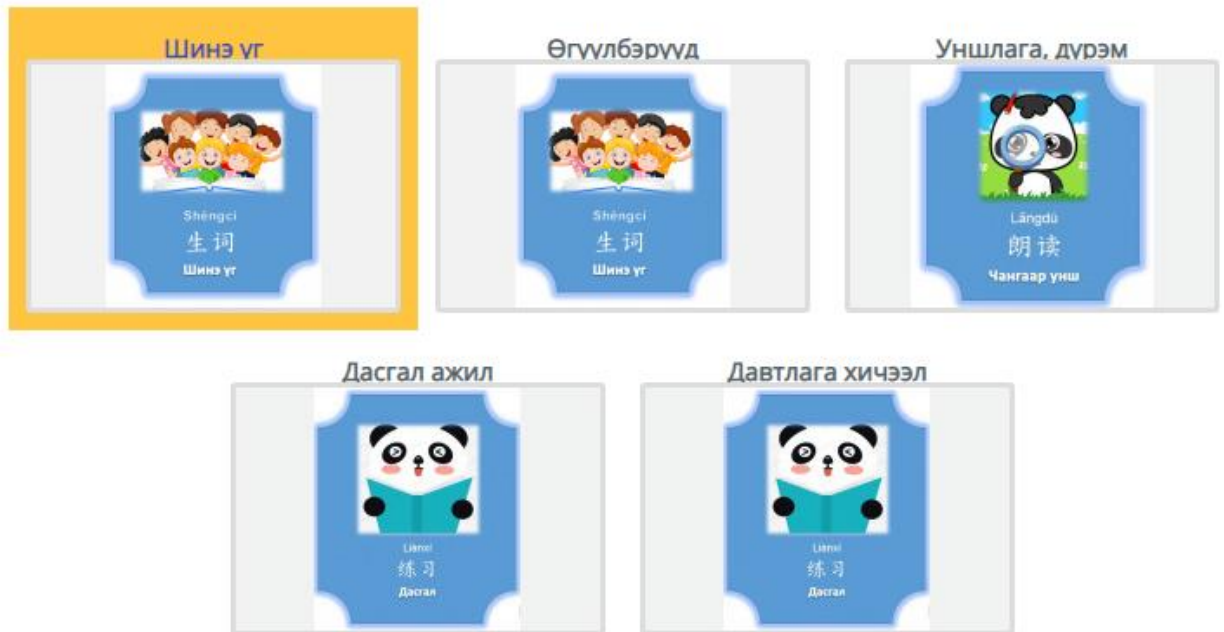 Шинэ үг
Өгүүлбэрүүд
Уншлага, дүрэм
Shēngcí
生词
Шинэ үг
Shēngcí
生词
Шинэ үг
Lǎngdú
朗读
Чангаар унш
Дасгал ажил
Давтлага хичээл
Liànxí
练习
Дасгал
Liànxí
练习
Дасгал